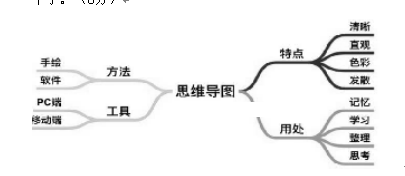 手绘
软件
方法
PC端
移动端
工具
思维导图
特点
清晰
直观
色彩
发散
用处
记忆
学习
整理
思考